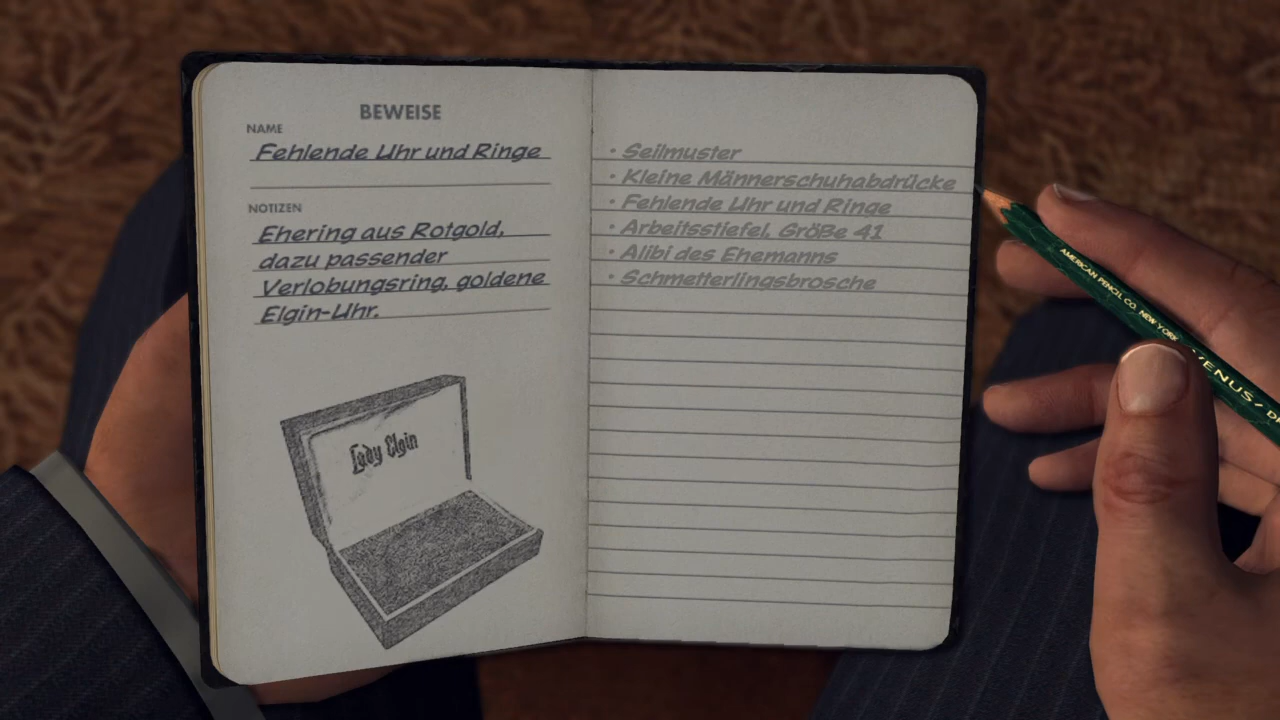 BEWEISE
NAME
Fehlende Uhr und Ringe
NOTIZEN
Ehering aus Rotgold,
dazu passender
Verlobungsring, goldene
Elgin-Uhr.
Lady Elgin
• Seilmuster
• Kleine Männerschuhabdrücke
• Fehlende Uhr und Ringe
• Arbeitsstiefel, Größe 41
• Alibi des Ehemanns
• Schmetterlingsbrosche
AMERICAN PENCIL CO. NEW YORK
VENUS